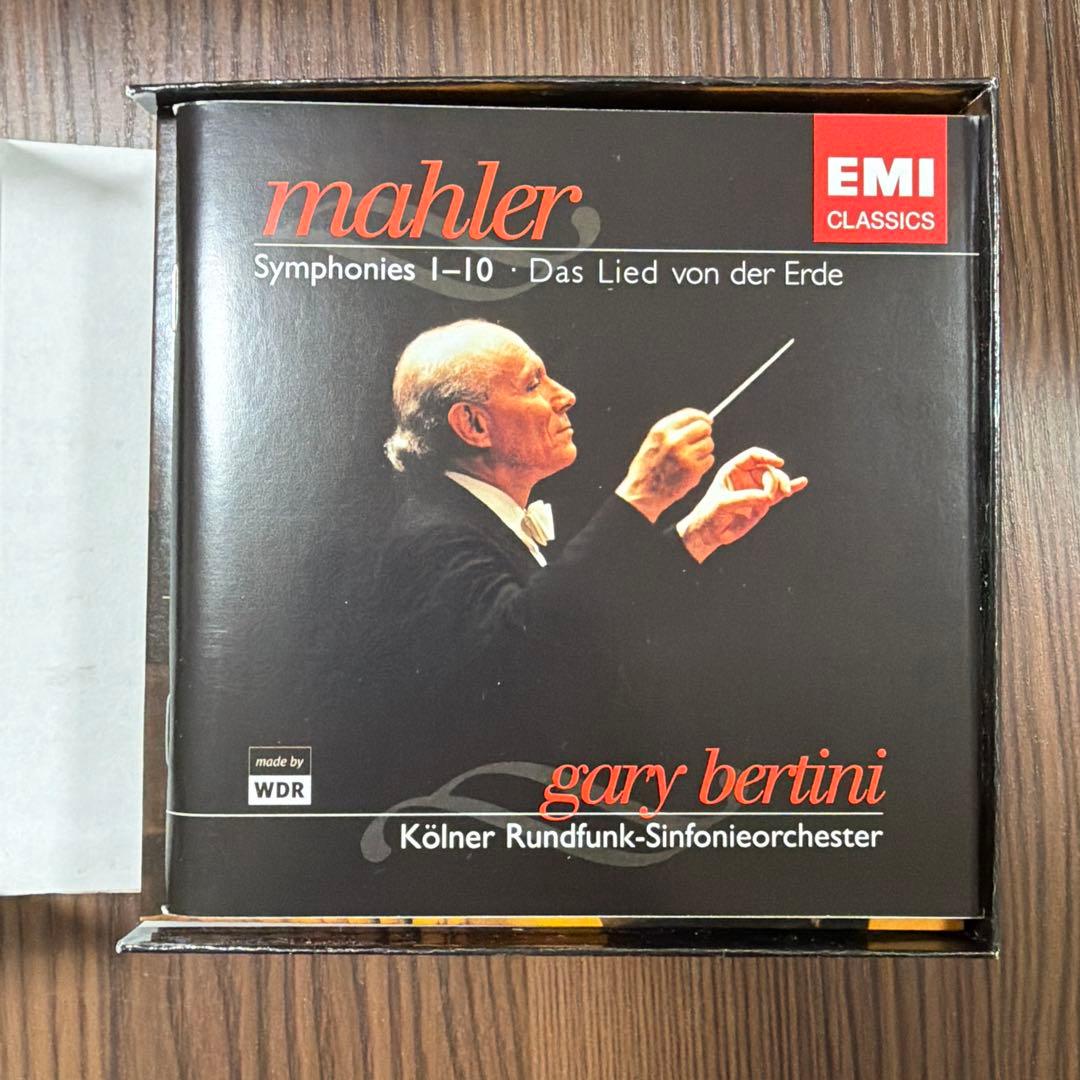 mahler
EMI
CLASSICS
Symphonies 1–10 · Das Lied von der Erde
made by
WDR
gary bertini
Kölner Rundfunk-Sinfonieorchester